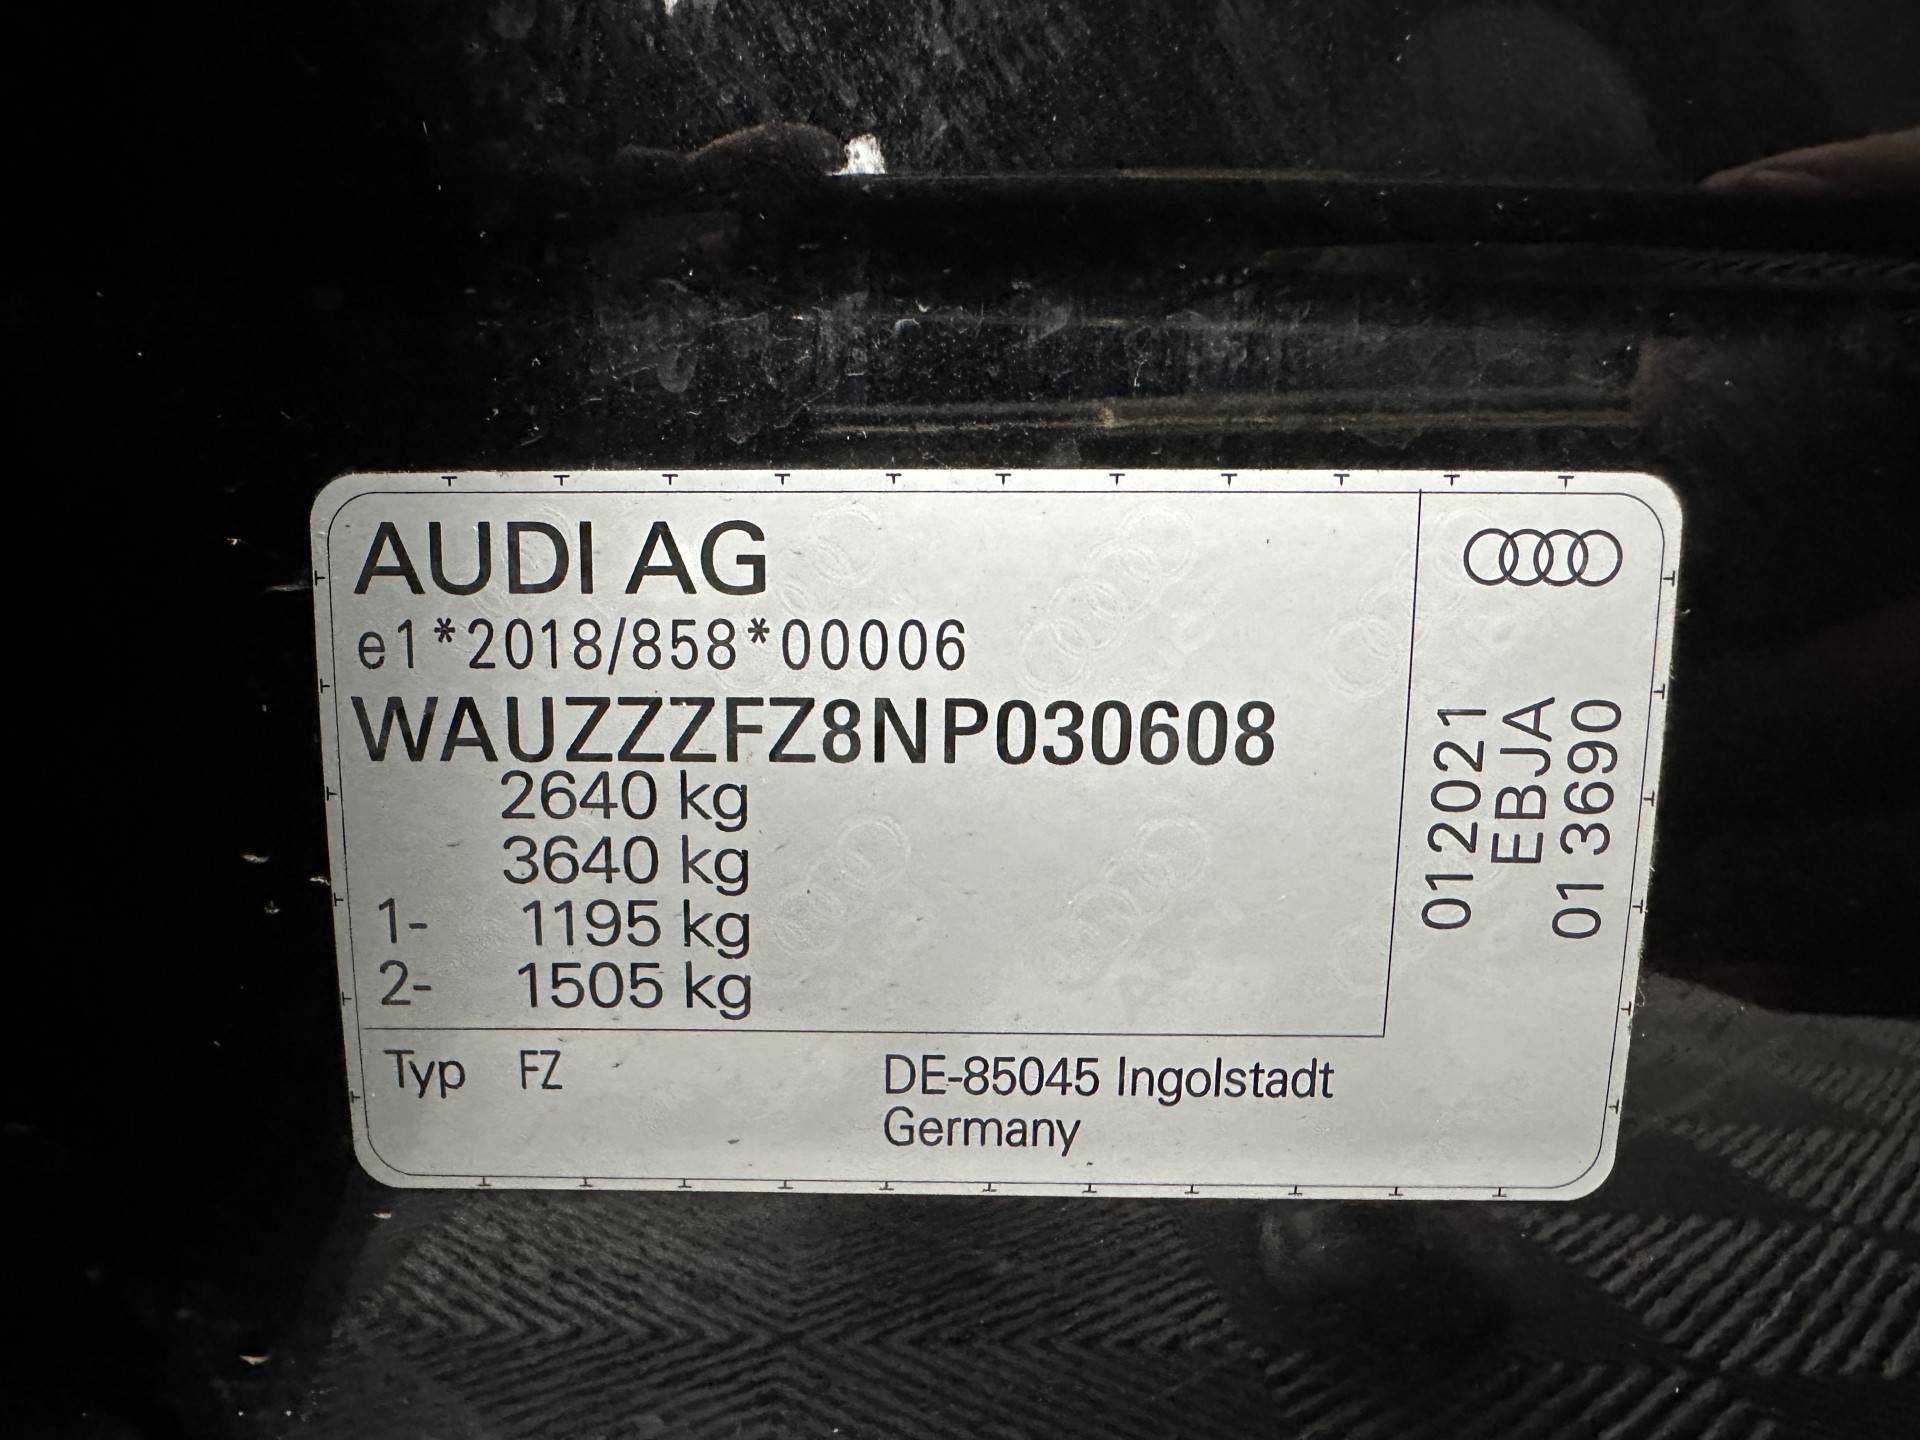 AUDI AG
e1*2018/858*00006
WAUZZZFZ8NP030608
2640 kg
3640 kg
1- 1195 kg
2- 1505 kg
Typ FZ
DE-85045 Ingolstadt
Germany
012021
EBJA
01 3690